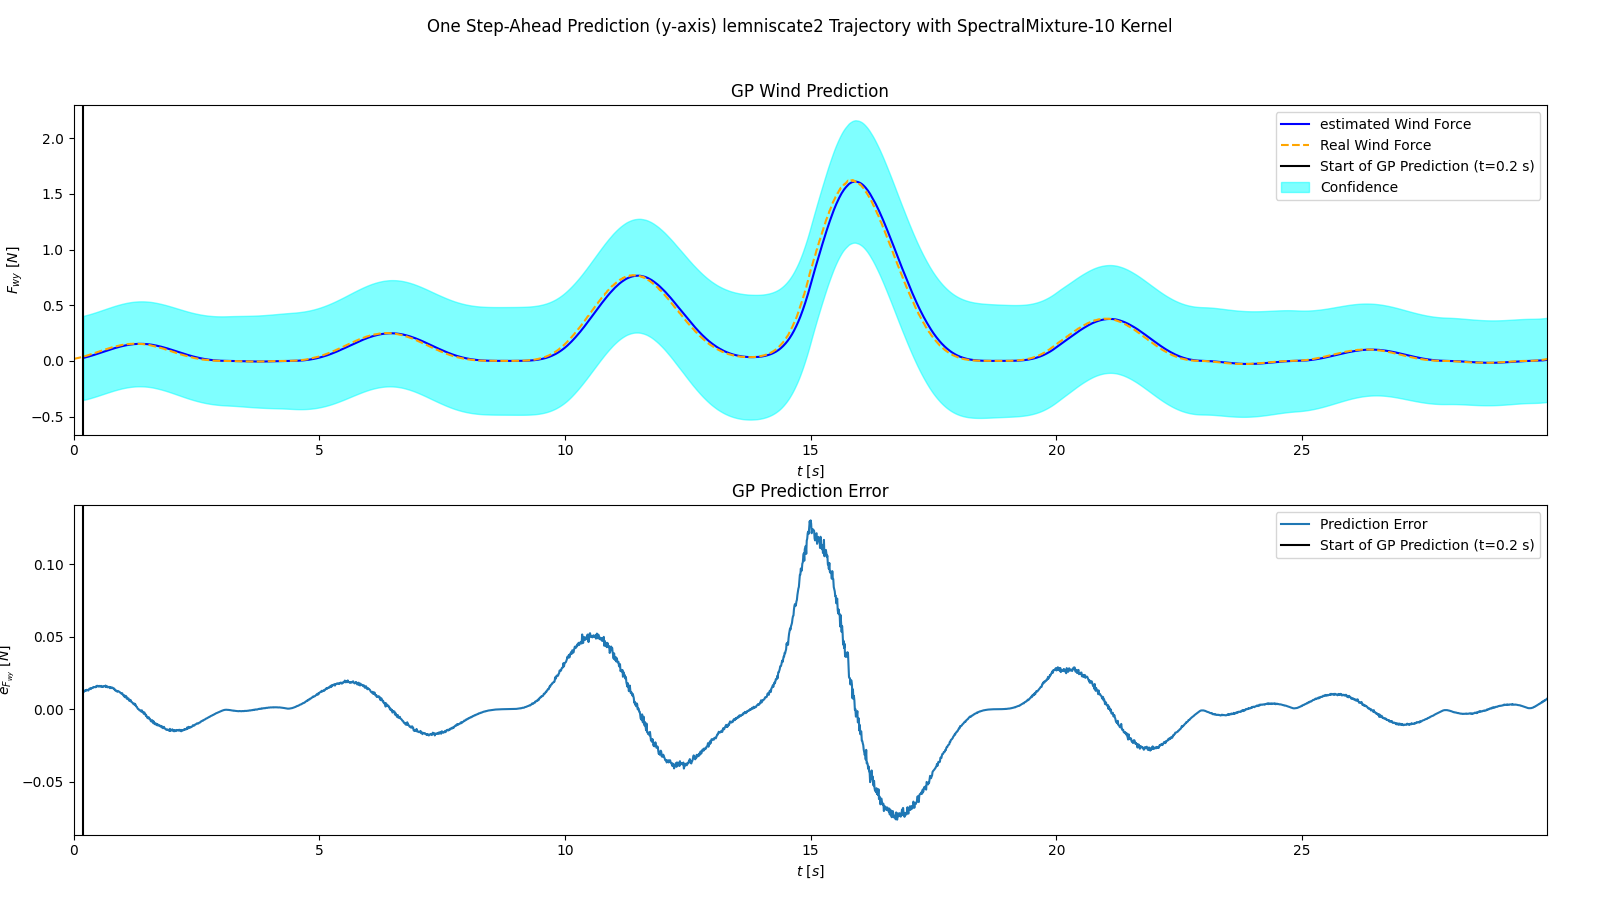 One Step-Ahead Prediction (y-axis) lemniscate2 Trajectory with SpectralMixture-10 Kernel
GP Wind Prediction
estimated Wind Force
Real Wind Force
Start of GP Prediction (t=0.2 s)
Confidence
2.0
1.5
1.0
0.5
0.0
−0.5
F_wy [N]
0 5 10 15 20 25
t [s]
GP Prediction Error
Prediction Error
Start of GP Prediction (t=0.2 s)
0.10
0.05
0.00
−0.05
e_F_wy [N]
0 5 10 15 20 25
t [s]